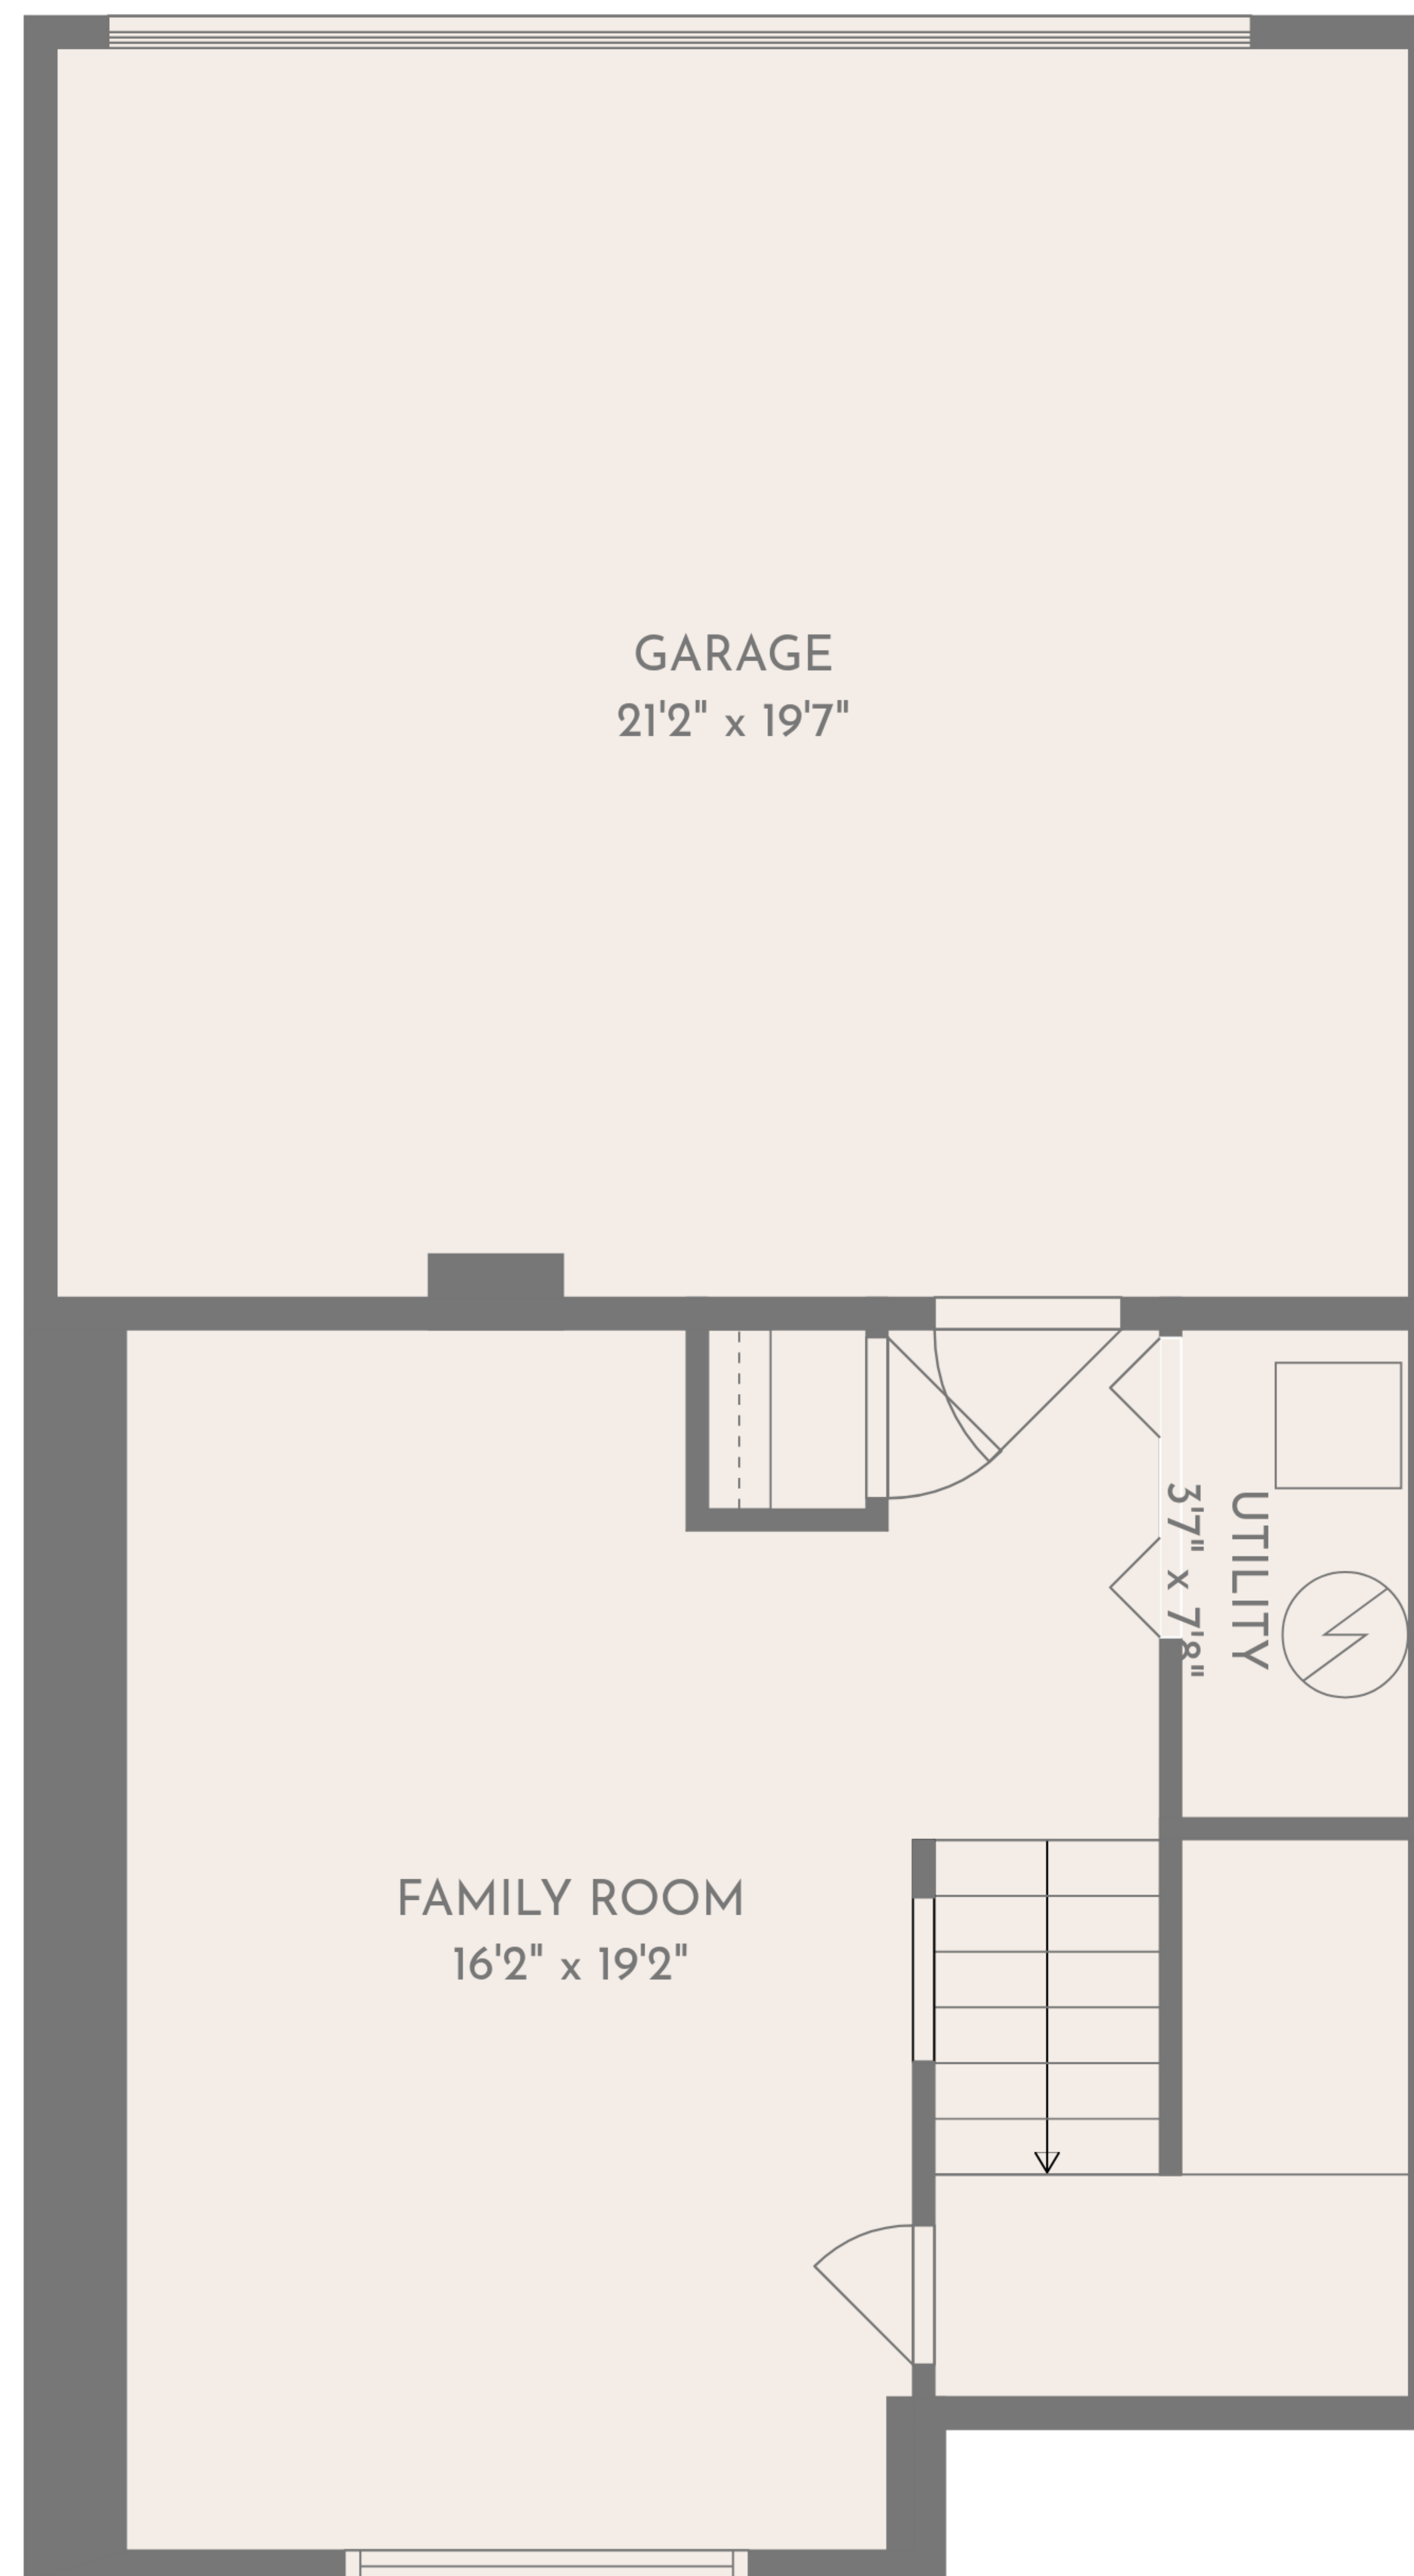 GARAGE
21'2" x 19'7"
UTILITY
3'7" x 7'8"
FAMILY ROOM
16'2" x 19'2"